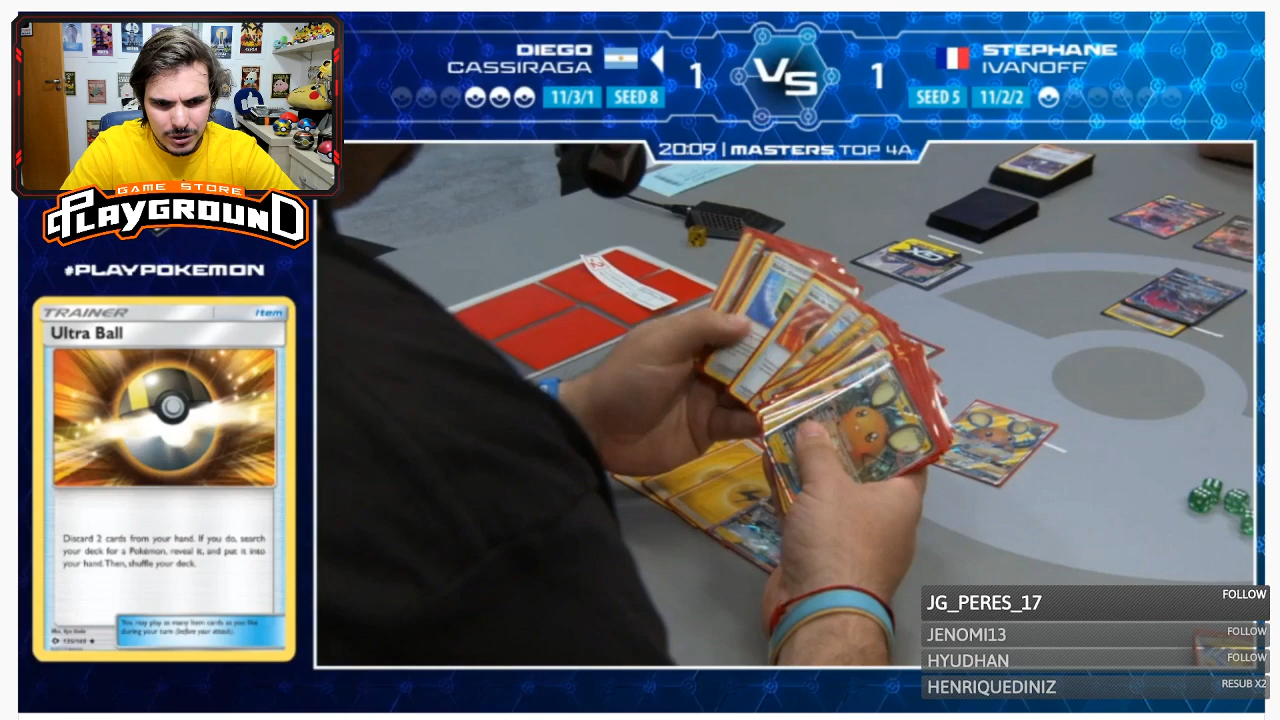 DIEGO
CASSIRAGA
1
11/3/1
SEED 8
VS
1
STEPHANE
IVANOFF
SEED 5
11/2/2
20:09 | MASTERS TOP 4A
GAME STORE
PLAYGROUND
#PLAYPOKEMON
TRAINER
Item
Ultra Ball
Discard 2 cards from your hand. If you do, search
your deck for a Pokémon, reveal it, and put it into
your hand. Then, shuffle your deck.
You may play as many Item cards as you like
during your turn (before your attack).
GX
JG_PERES_17
FOLLOW
JENOMI13
FOLLOW
HYUDHAN
FOLLOW
HENRIQUEDINIZ
RESUB X2